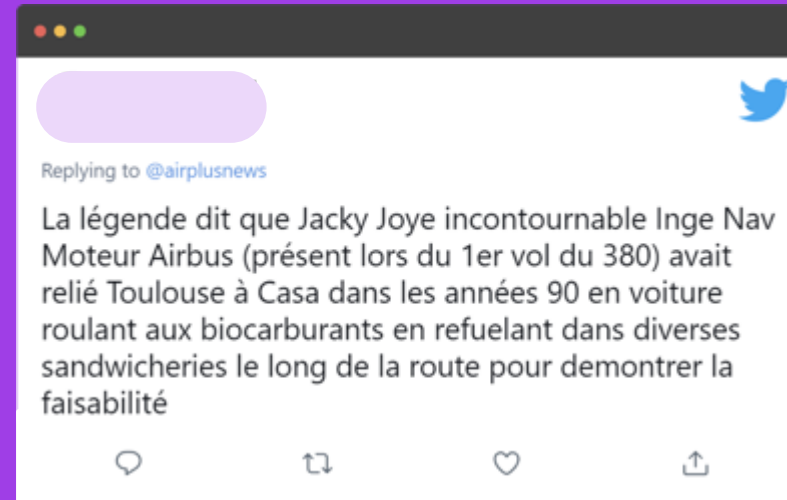 Replying to @airplusnews
La légende dit que Jacky Joye incontournable Inge Nav
Moteur Airbus (présent lors du 1er vol du 380) avait
relié Toulouse à Casa dans les années 90 en voiture
roulant aux biocarburants en refuelant dans diverses
sandwicheries le long de la route pour demontrer la
faisabilité